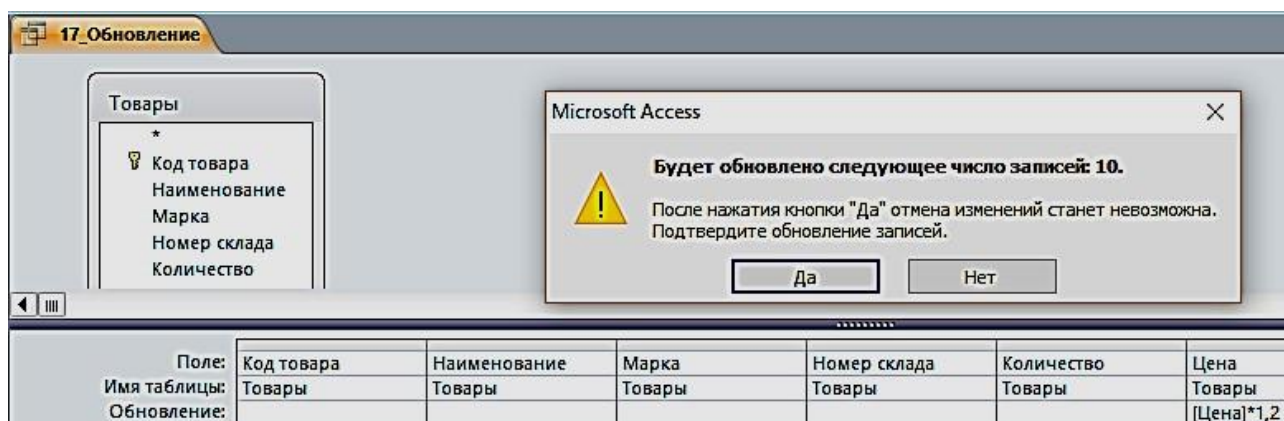 17_Обновление
Товары
*
Код товара
Наименование
Марка
Номер склада
Количество
Microsoft Access
Будет обновлено следующее число записей: 10.
После нажатия кнопки "Да" отмена изменений станет невозможна.
Подтвердите обновление записей.
Да Нет
Поле: Код товара Наименование Марка Номер склада Количество Цена
Имя таблицы: Товары Товары Товары Товары Товары Товары
Обновление: [Цена]*1,2